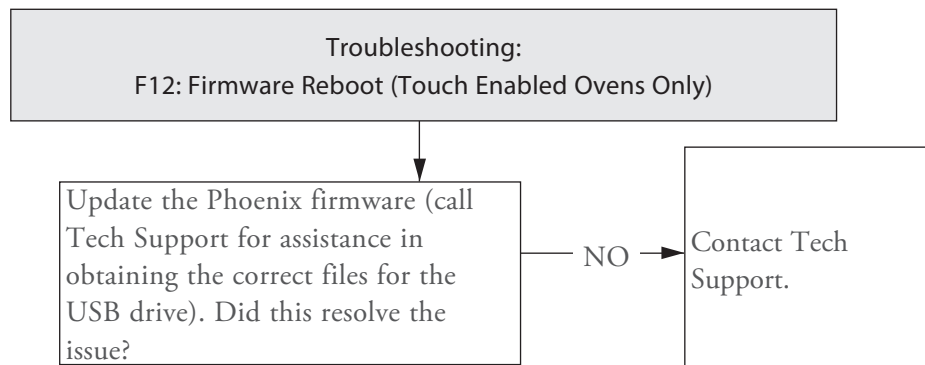 Troubleshooting:
F12: Firmware Reboot (Touch Enabled Ovens Only)
Update the Phoenix firmware (call
Tech Support for assistance in
obtaining the correct files for the
USB drive). Did this resolve the
issue?
NO
Contact Tech
Support.